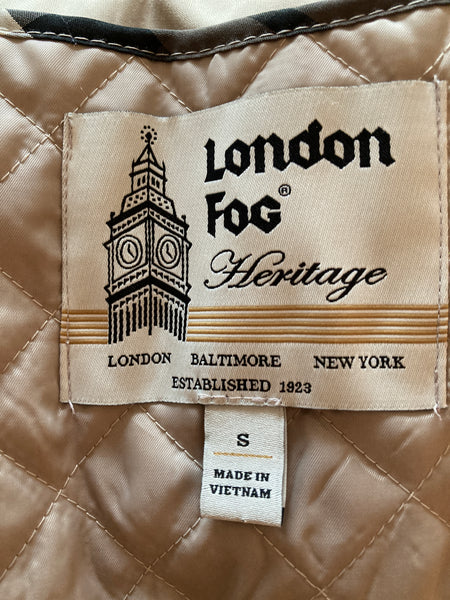 London
Fog®
Heritage
LONDON BALTIMORE NEW YORK
ESTABLISHED 1923
S
MADE IN
VIETNAM